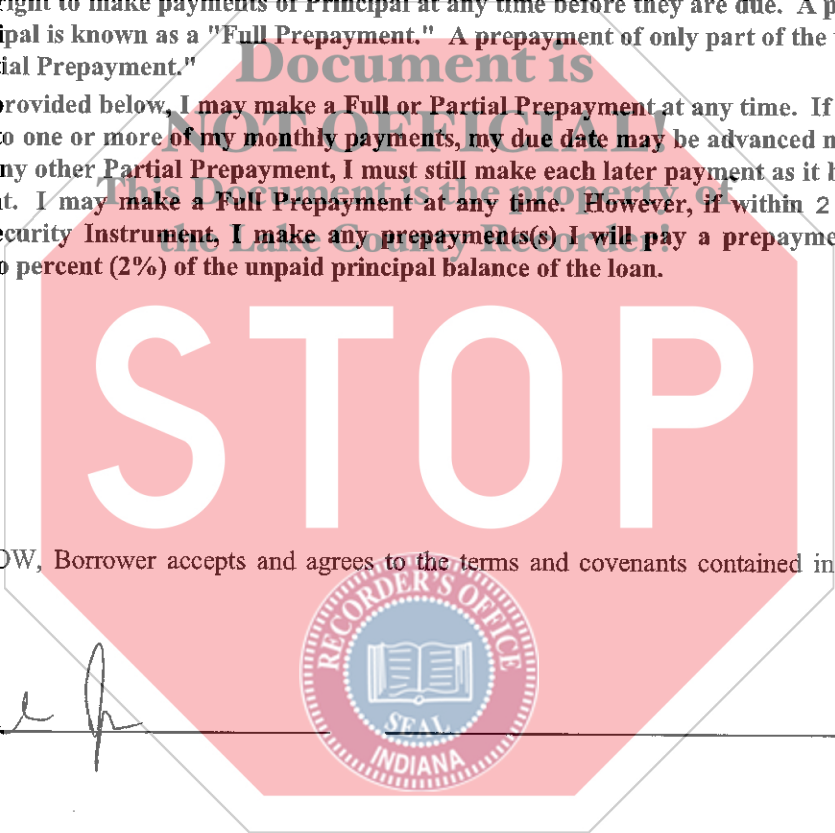 right to make payments of Principal at any time before they are due. A p
ipal is known as a "Full Prepayment." A prepayment of only part of the
ial Prepayment."
Document is
rovided below, I may make a Full or Partial Prepayment at any time. If
NOT OFFICIAL!
to one or more of my monthly payments, my due date may be advanced n
ny other Partial Prepayment, I must still make each later payment as it
This Document is the property of
t. I may make a Full Prepayment at any time. However, if within 2
the Lake County Recorder!
ecurity Instrument, I make any prepayments(s) I will pay a prepayme
o percent (2%) of the unpaid principal balance of the loan.
STOP
OW, Borrower accepts and agrees to the terms and covenants contained in
RECORDER'S OFFICE
SEAL
INDIANA